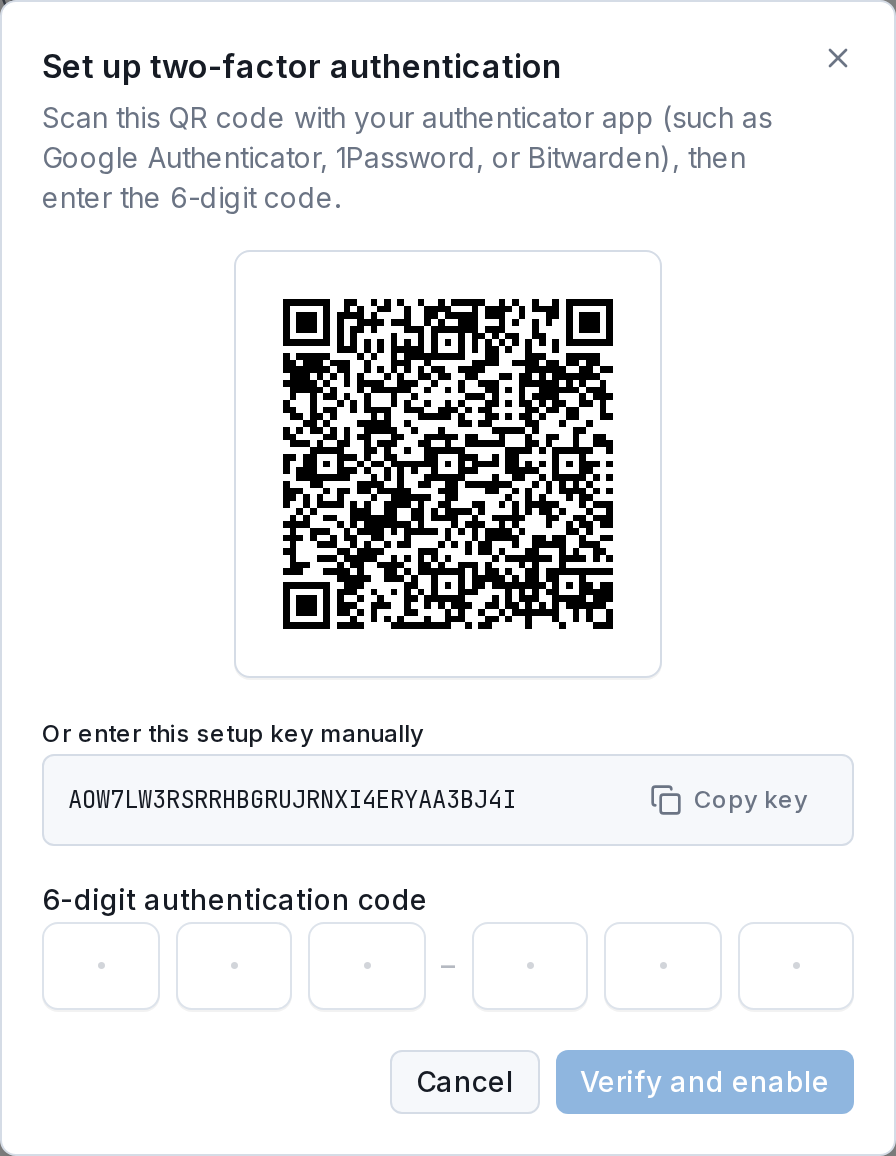 Set up two-factor authentication
Scan this QR code with your authenticator app (such as
Google Authenticator, 1Password, or Bitwarden), then
enter the 6-digit code.
Or enter this setup key manually
AOW7LW3RSRRHBGRUJRNXI4ERYAA3BJ4I
Copy key
6-digit authentication code
–
Cancel
Verify and enable